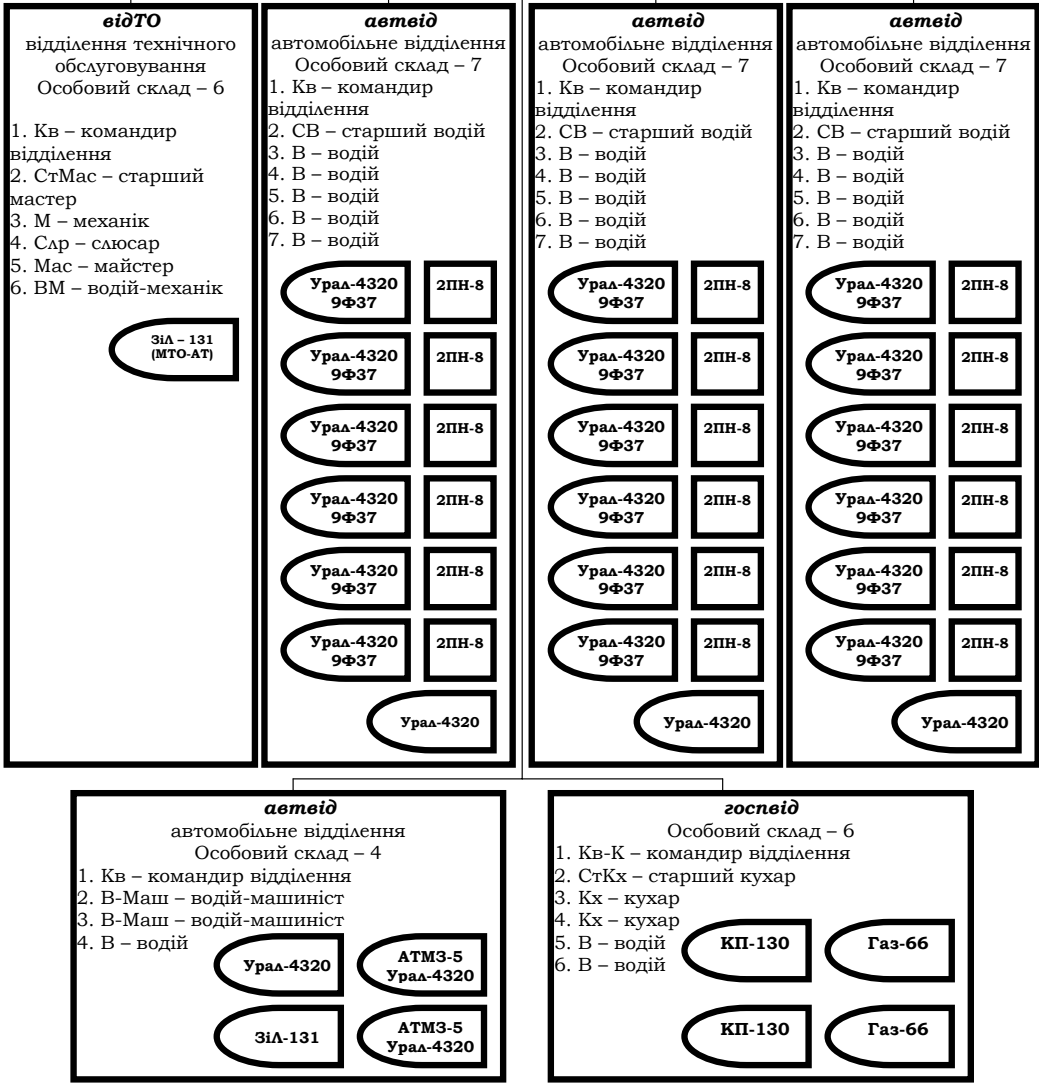 відТО
відділення технічного
обслуговування
Особовий склад – 6
1. Кв – командир
відділення
2. СтМас – старший
мастер
3. М – механік
4. Слр – слюсар
5. Мас – майстер
6. ВМ – водій-механік
ЗіЛ – 131
(МТО-АТ)
автвід
автомобільне відділення
Особовий склад – 7
1. Кв – командир
відділення
2. СВ – старший водій
3. В – водій
4. В – водій
5. В – водій
6. В – водій
7. В – водій
Урал-4320
9Ф37
2ПН-8
Урал-4320
9Ф37
2ПН-8
Урал-4320
9Ф37
2ПН-8
Урал-4320
9Ф37
2ПН-8
Урал-4320
9Ф37
2ПН-8
Урал-4320
9Ф37
2ПН-8
Урал-4320
автвід
автомобільне відділення
Особовий склад – 7
1. Кв – командир
відділення
2. СВ – старший водій
3. В – водій
4. В – водій
5. В – водій
6. В – водій
7. В – водій
Урал-4320
9Ф37
2ПН-8
Урал-4320
9Ф37
2ПН-8
Урал-4320
9Ф37
2ПН-8
Урал-4320
9Ф37
2ПН-8
Урал-4320
9Ф37
2ПН-8
Урал-4320
9Ф37
2ПН-8
Урал-4320
автвід
автомобільне відділення
Особовий склад – 7
1. Кв – командир
відділення
2. СВ – старший водій
3. В – водій
4. В – водій
5. В – водій
6. В – водій
7. В – водій
Урал-4320
9Ф37
2ПН-8
Урал-4320
9Ф37
2ПН-8
Урал-4320
9Ф37
2ПН-8
Урал-4320
9Ф37
2ПН-8
Урал-4320
9Ф37
2ПН-8
Урал-4320
9Ф37
2ПН-8
Урал-4320
автвід
автомобільне відділення
Особовий склад – 4
1. Кв – командир відділення
2. В-Маш – водій-машиніст
3. В-Маш – водій-машиніст
4. В – водій
Урал-4320
АТМЗ-5
Урал-4320
ЗіЛ-131
АТМЗ-5
Урал-4320
госпвід
Особовий склад – 6
1. Кв-К – командир відділення
2. СтКх – старший кухар
3. Кх – кухар
4. Кх – кухар
5. В – водій
6. В – водій
КП-130
Газ-66
КП-130
Газ-66